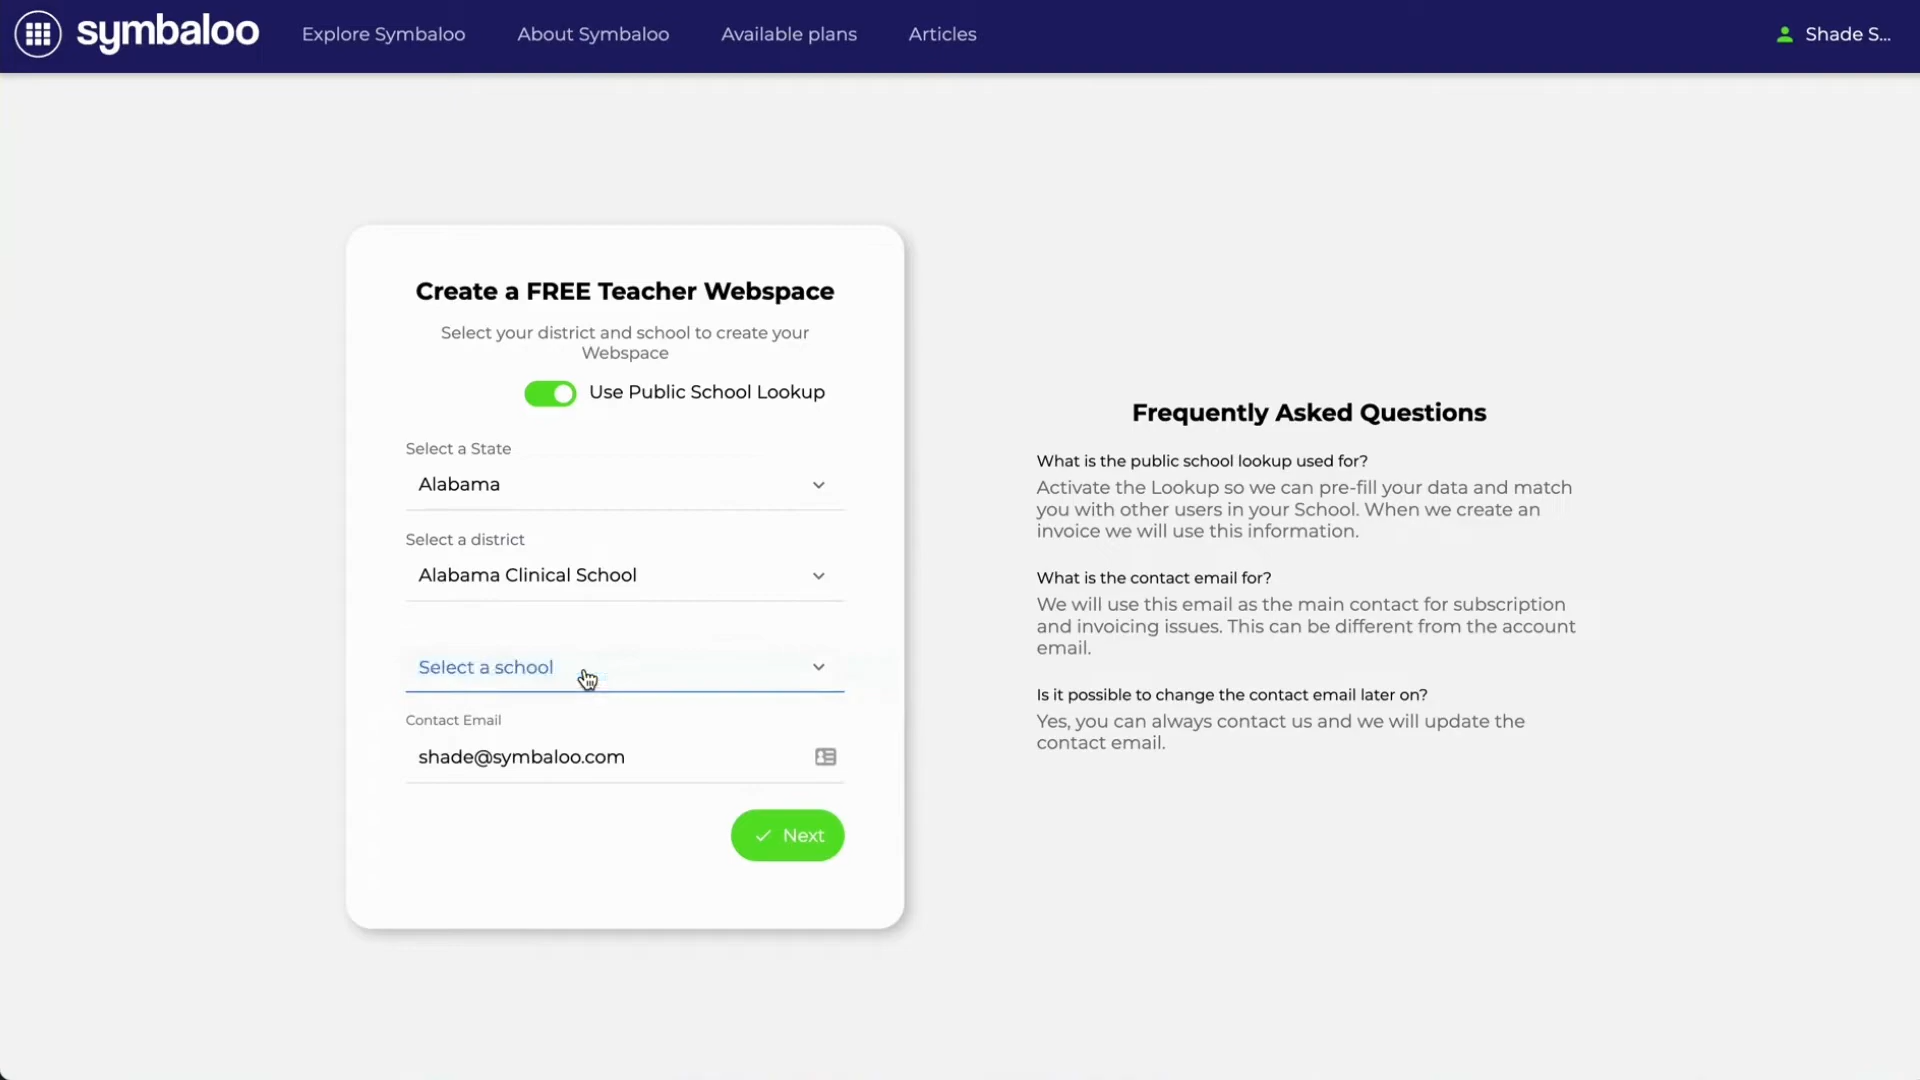 symbaloo
Explore Symbaloo
About Symbaloo
Available plans
Articles
Shade S...
Create a FREE Teacher Webspace
Select your district and school to create your
Webspace
Use Public School Lookup
Select a State
Alabama
Select a district
Alabama Clinical School
Select a school
Contact Email
shade@symbaloo.com
Next
Frequently Asked Questions
What is the public school lookup used for?
Activate the Lookup so we can pre-fill your data and match
you with other users in your School. When we create an
invoice we will use this information.
What is the contact email for?
We will use this email as the main contact for subscription
and invoicing issues. This can be different from the account
email.
Is it possible to change the contact email later on?
Yes, you can always contact us and we will update the
contact email.